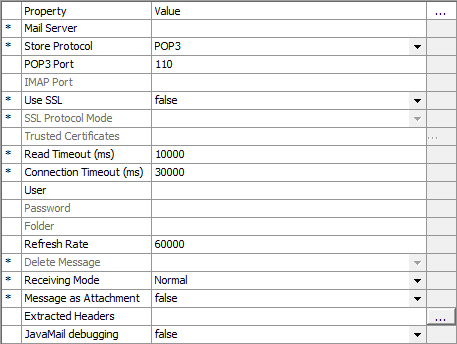 Property Value ...
* Mail Server
* Store Protocol POP3
POP3 Port 110
IMAP Port
* Use SSL false
* SSL Protocol Mode
Trusted Certificates ...
* Read Timeout (ms) 10000
* Connection Timeout (ms) 30000
User
Password
Folder
Refresh Rate 60000
* Delete Message
* Receiving Mode Normal
* Message as Attachment false
Extracted Headers ...
JavaMail debugging false